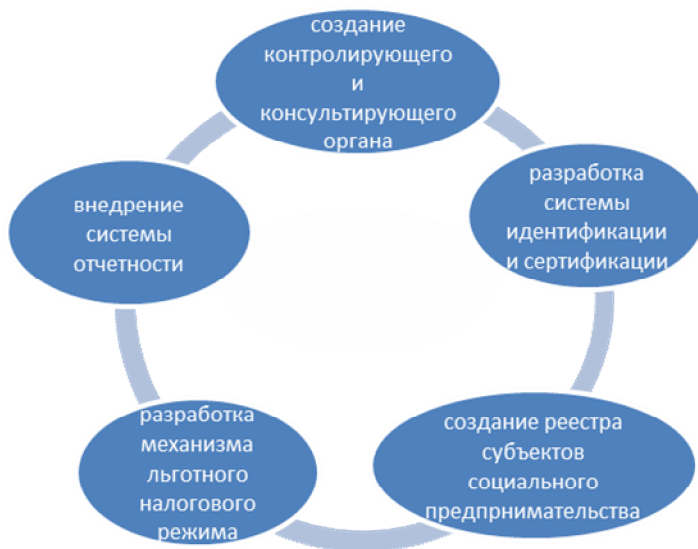 создание
контролирующего
и
консультирующего
органа
разработка
системы
идентификации
и сертификации
создание реестра
субъектов
социального
предпрнимательства
разработка
механизма
льготного
налогового
режима
внедрение
системы
отчетности